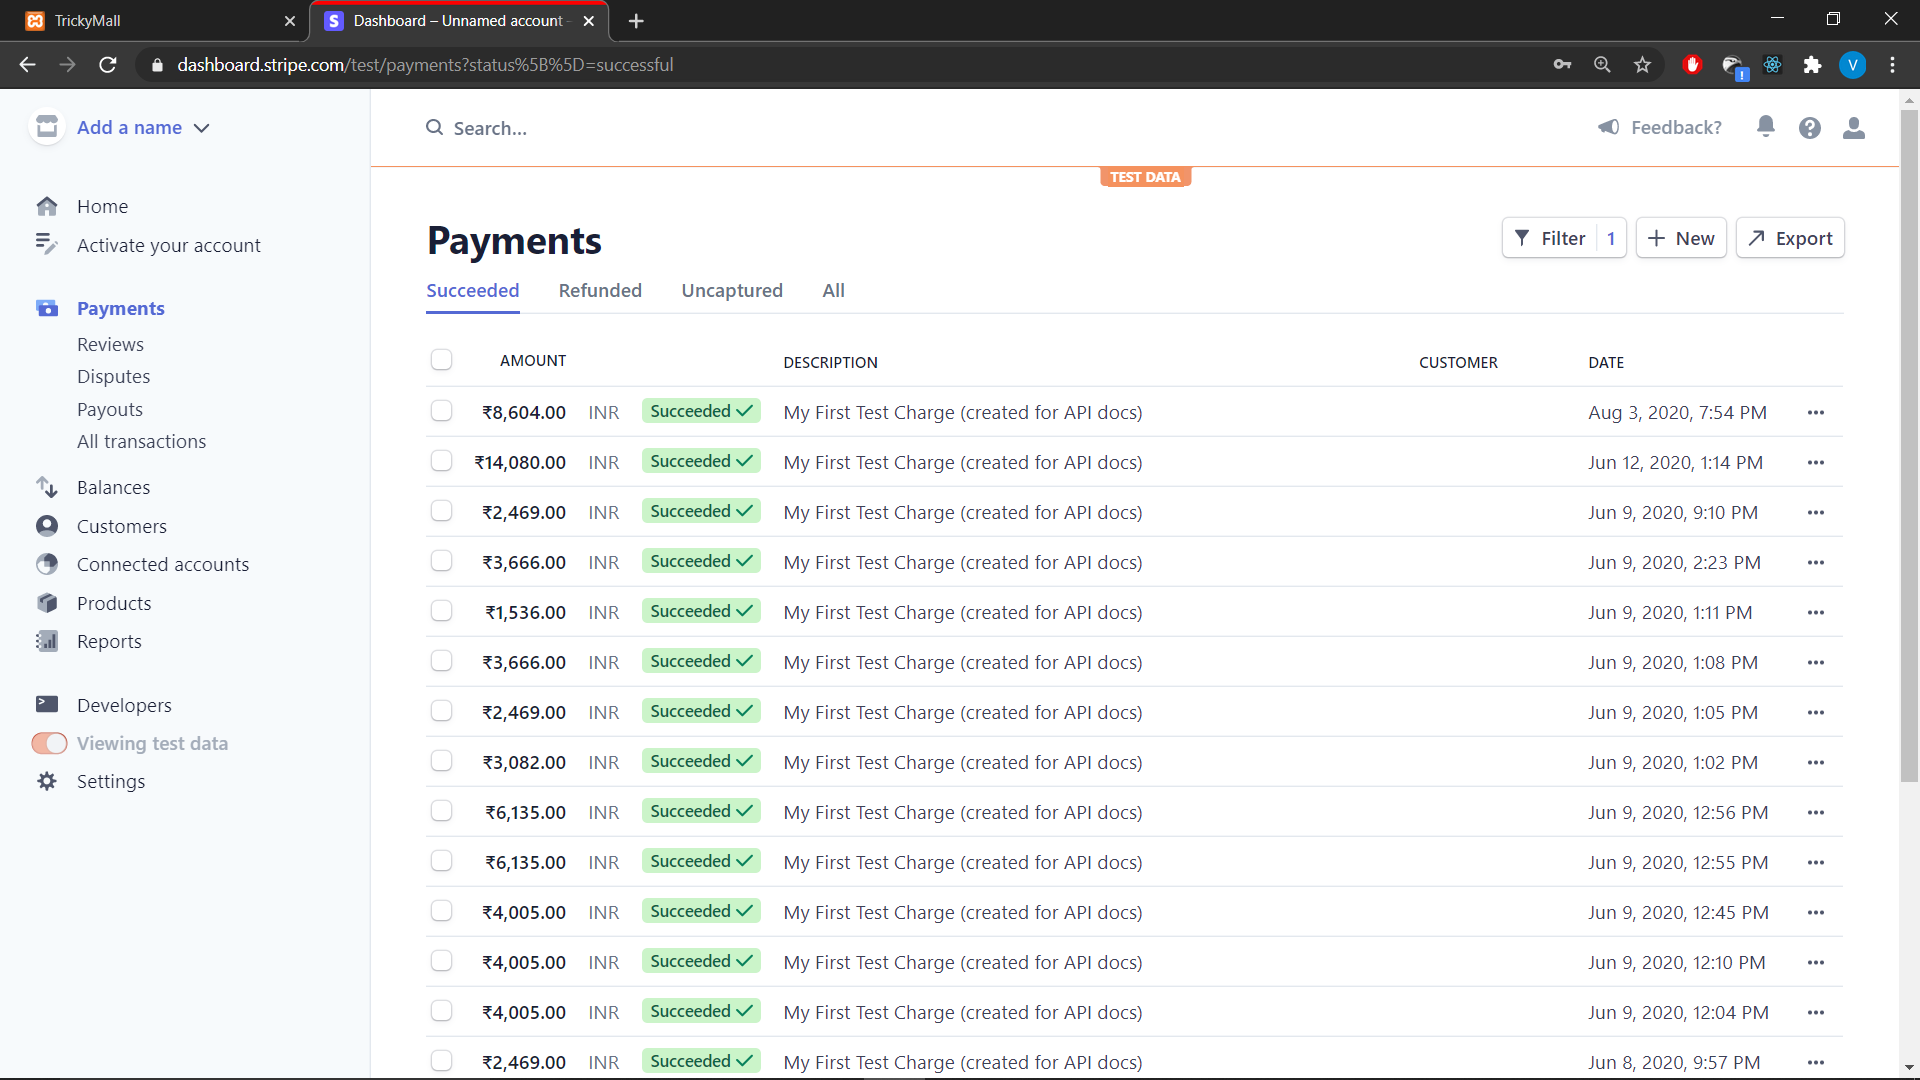 TrickyMall
Dashboard – Unnamed account
dashboard.stripe.com/test/payments?status%5B%5D=successful
V
Add a name
Search...
Feedback?
TEST DATA
Home
Activate your account
Payments
Reviews
Disputes
Payouts
All transactions
Balances
Customers
Connected accounts
Products
Reports
Developers
Viewing test data
Settings
Payments
Filter 1
New
Export
Succeeded Refunded Uncaptured All
AMOUNT DESCRIPTION CUSTOMER DATE
₹8,604.00 INR Succeeded My First Test Charge (created for API docs) Aug 3, 2020, 7:54 PM
₹14,080.00 INR Succeeded My First Test Charge (created for API docs) Jun 12, 2020, 1:14 PM
₹2,469.00 INR Succeeded My First Test Charge (created for API docs) Jun 9, 2020, 9:10 PM
₹3,666.00 INR Succeeded My First Test Charge (created for API docs) Jun 9, 2020, 2:23 PM
₹1,536.00 INR Succeeded My First Test Charge (created for API docs) Jun 9, 2020, 1:11 PM
₹3,666.00 INR Succeeded My First Test Charge (created for API docs) Jun 9, 2020, 1:08 PM
₹2,469.00 INR Succeeded My First Test Charge (created for API docs) Jun 9, 2020, 1:05 PM
₹3,082.00 INR Succeeded My First Test Charge (created for API docs) Jun 9, 2020, 1:02 PM
₹6,135.00 INR Succeeded My First Test Charge (created for API docs) Jun 9, 2020, 12:56 PM
₹6,135.00 INR Succeeded My First Test Charge (created for API docs) Jun 9, 2020, 12:55 PM
₹4,005.00 INR Succeeded My First Test Charge (created for API docs) Jun 9, 2020, 12:45 PM
₹4,005.00 INR Succeeded My First Test Charge (created for API docs) Jun 9, 2020, 12:10 PM
₹4,005.00 INR Succeeded My First Test Charge (created for API docs) Jun 9, 2020, 12:04 PM
₹2,469.00 INR Succeeded My First Test Charge (created for API docs) Jun 8, 2020, 9:57 PM